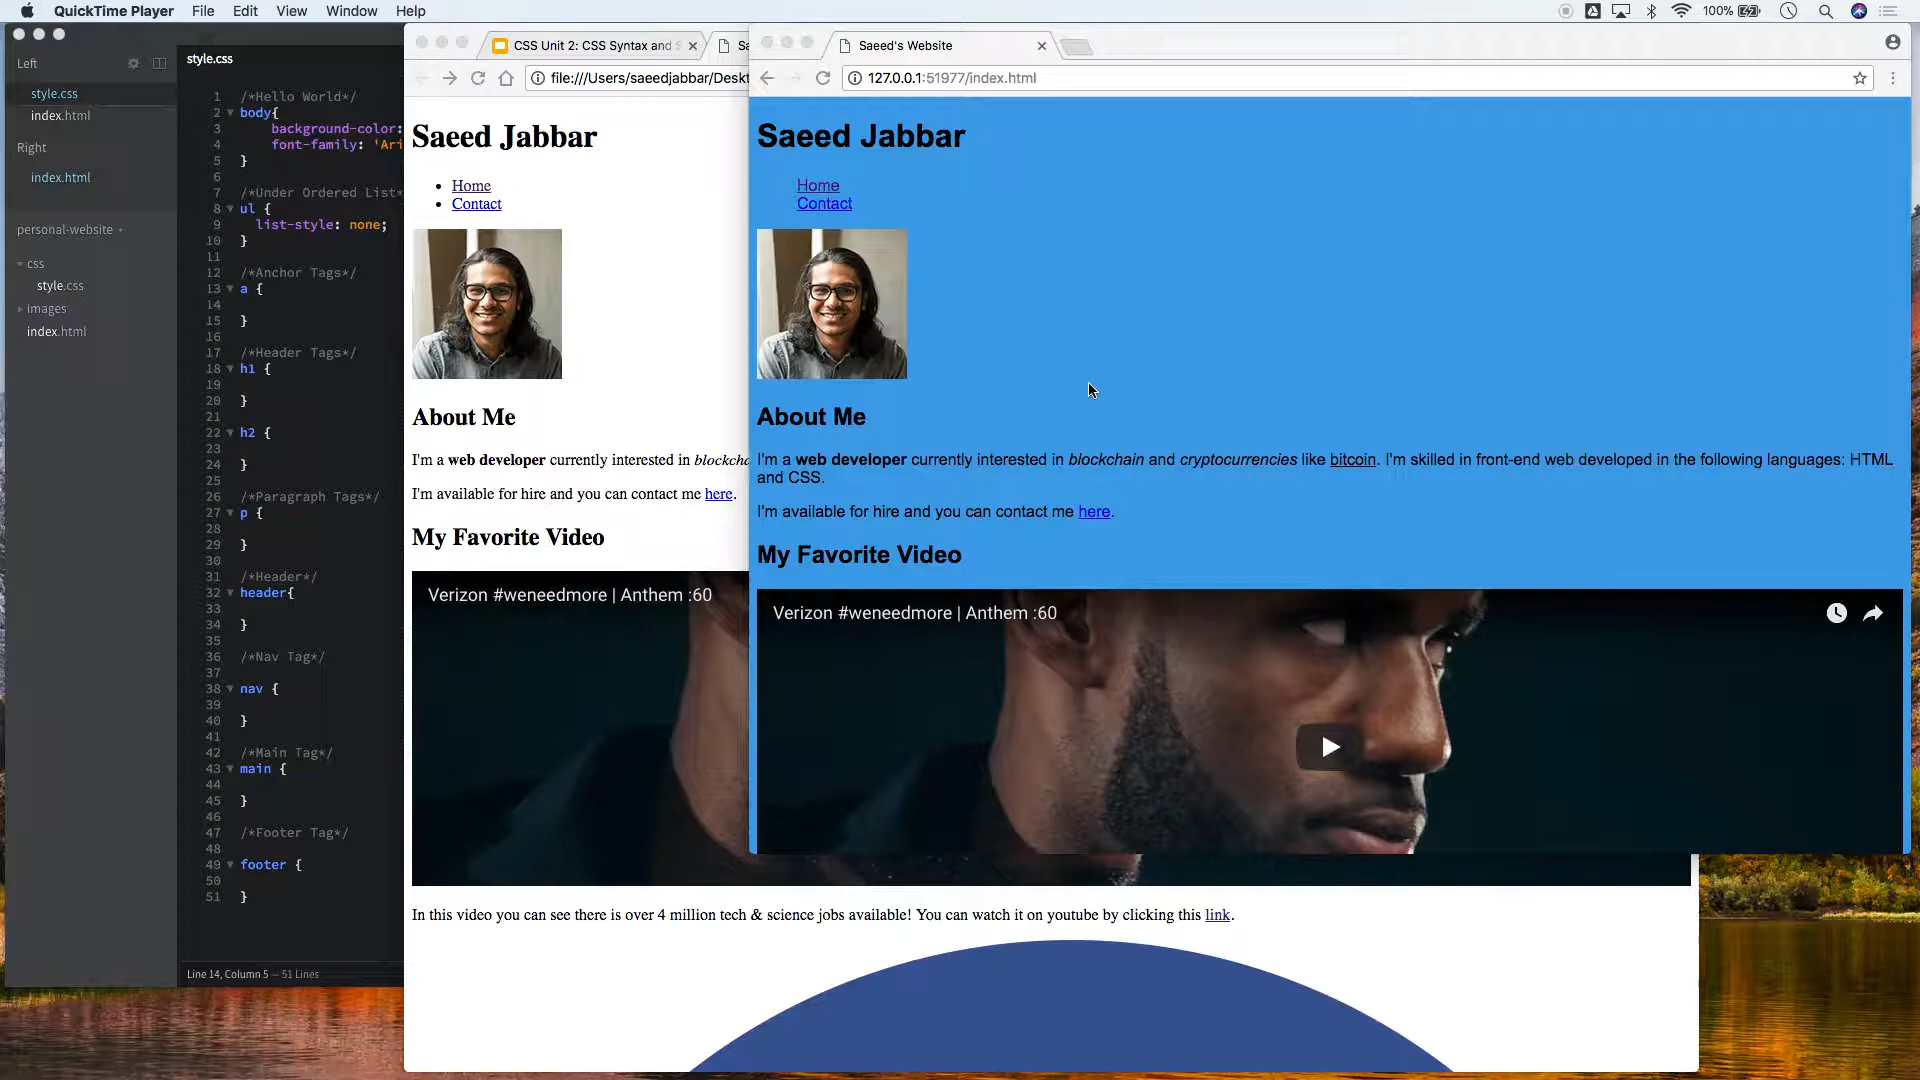 QuickTime Player File Edit View Window Help
100%
Left
style.css
index.html
Right
index.html
personal-website
css
style.css
images
index.html
style.css
1 /*Hello World*/
2 body{
3 background-color:
4 font-family: 'Ari
5 }
6
7 /*Under Ordered List*
8 ul {
9 list-style: none;
10 }
11
12 /*Anchor Tags*/
13 a {
14
15 }
16
17 /*Header Tags*/
18 h1 {
19
20 }
21
22 h2 {
23
24 }
25
26 /*Paragraph Tags*/
27 p {
28
29 }
30
31 /*Header*/
32 header{
33
34 }
35
36 /*Nav Tag*/
37
38 nav {
39
40 }
41
42 /*Main Tag*/
43 main {
44
45 }
46
47 /*Footer Tag*/
48
49 footer {
50
51 }
Line 14, Column 5 — 51 Lines
CSS Unit 2: CSS Syntax and S
Sa
file:///Users/saeedjabbar/Deskt
Saeed Jabbar
Home
Contact
About Me
I'm a web developer currently interested in blockcha
I'm available for hire and you can contact me here.
My Favorite Video
Verizon #weneedmore | Anthem :60
In this video you can see there is over 4 million tech & science jobs available! You can watch it on youtube by clicking this link.
Saeed's Website
127.0.0.1:51977/index.html
Saeed Jabbar
Home
Contact
About Me
I'm a web developer currently interested in blockchain and cryptocurrencies like bitcoin. I'm skilled in front-end web developed in the following languages: HTML
and CSS.
I'm available for hire and you can contact me here.
My Favorite Video
Verizon #weneedmore | Anthem :60